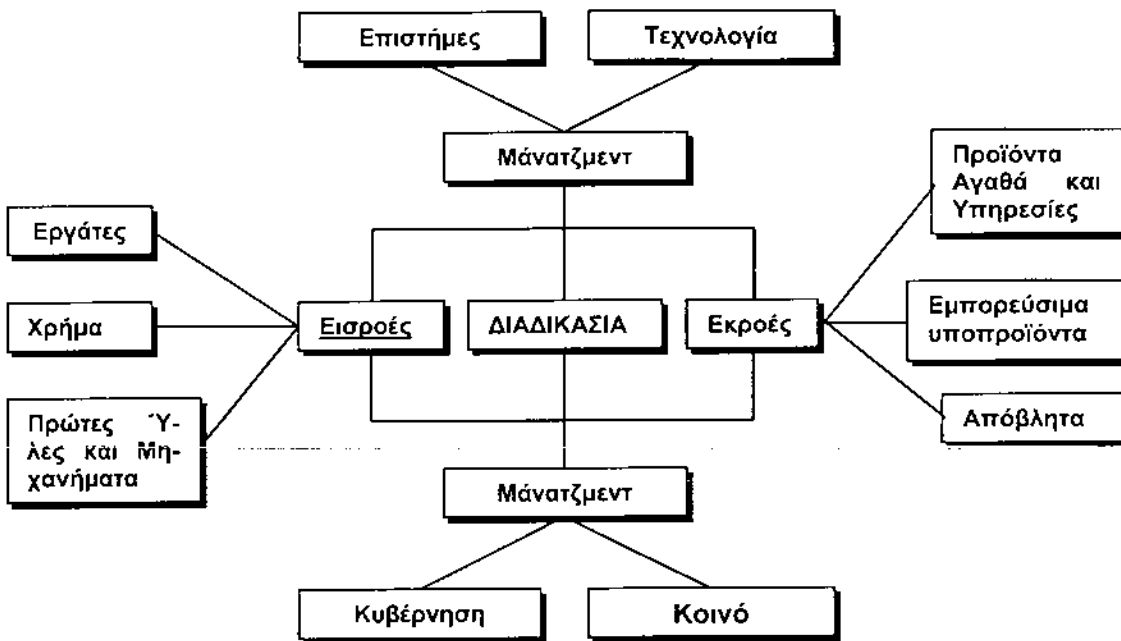 Επιστήμες
Τεχνολογία
Μάνατζμεντ
Προϊόντα
Αγαθά και
Υπηρεσίες
Εργάτες
Χρήμα
Εισροές
ΔΙΑΔΙΚΑΣΙΑ
Εκροές
Εμπορεύσιμα
υποπροϊόντα
Πρώτες Ύ-
λες και Μη-
χανήματα
Απόβλητα
Μάνατζμεντ
Κυβέρνηση
Κοινό